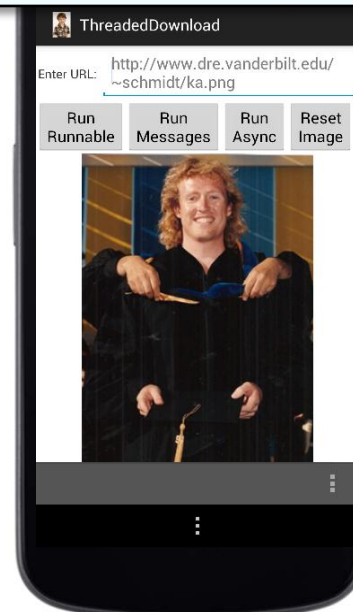 ThreadedDownload
Enter URL:
http://www.dre.vanderbilt.edu/
~schmidt/ka.png
Run
Runnable
Run
Messages
Run
Async
Reset
Image